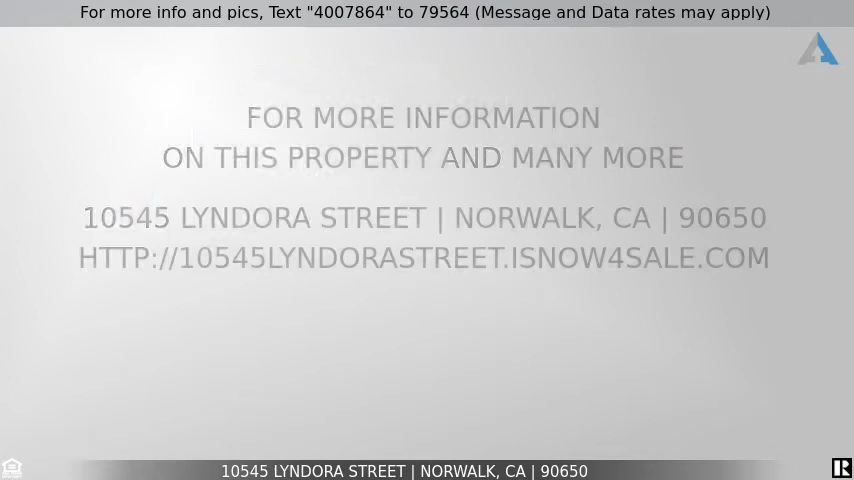 For more info and pics, Text "4007864" to 79564 (Message and Data rates may apply)
FOR MORE INFORMATION
ON THIS PROPERTY AND MANY MORE
10545 LYNDORA STREET | NORWALK, CA | 90650
HTTP://10545LYNDORASTREET.ISNOW4SALE.COM
10545 LYNDORA STREET | NORWALK, CA | 90650